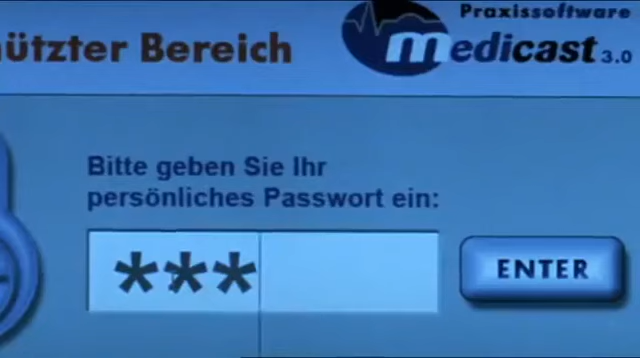 Praxissoftware
ützter Bereich
Medicast 3.0
Bitte geben Sie Ihr
persönliches Passwort ein:
***
ENTER